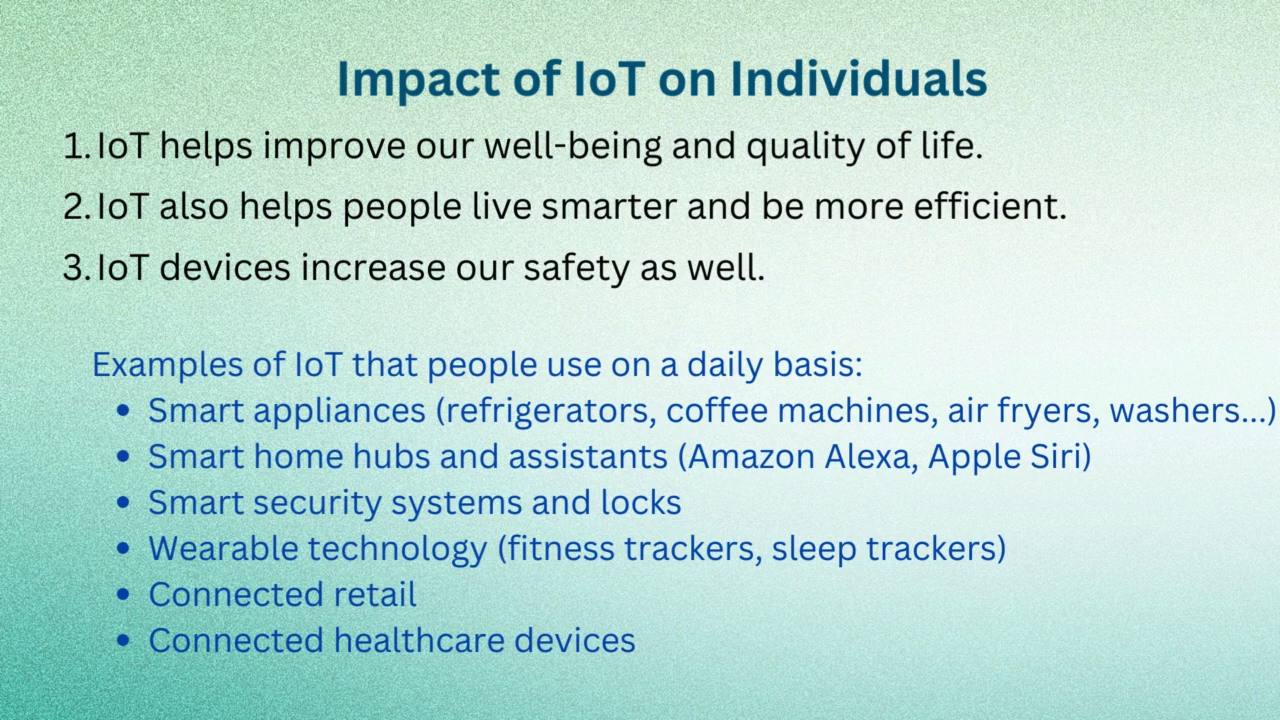 Impact of IoT on Individuals
1. IoT helps improve our well-being and quality of life.
2. IoT also helps people live smarter and be more efficient.
3. IoT devices increase our safety as well.
Examples of IoT that people use on a daily basis:
• Smart appliances (refrigerators, coffee machines, air fryers, washers...)
• Smart home hubs and assistants (Amazon Alexa, Apple Siri)
• Smart security systems and locks
• Wearable technology (fitness trackers, sleep trackers)
• Connected retail
• Connected healthcare devices